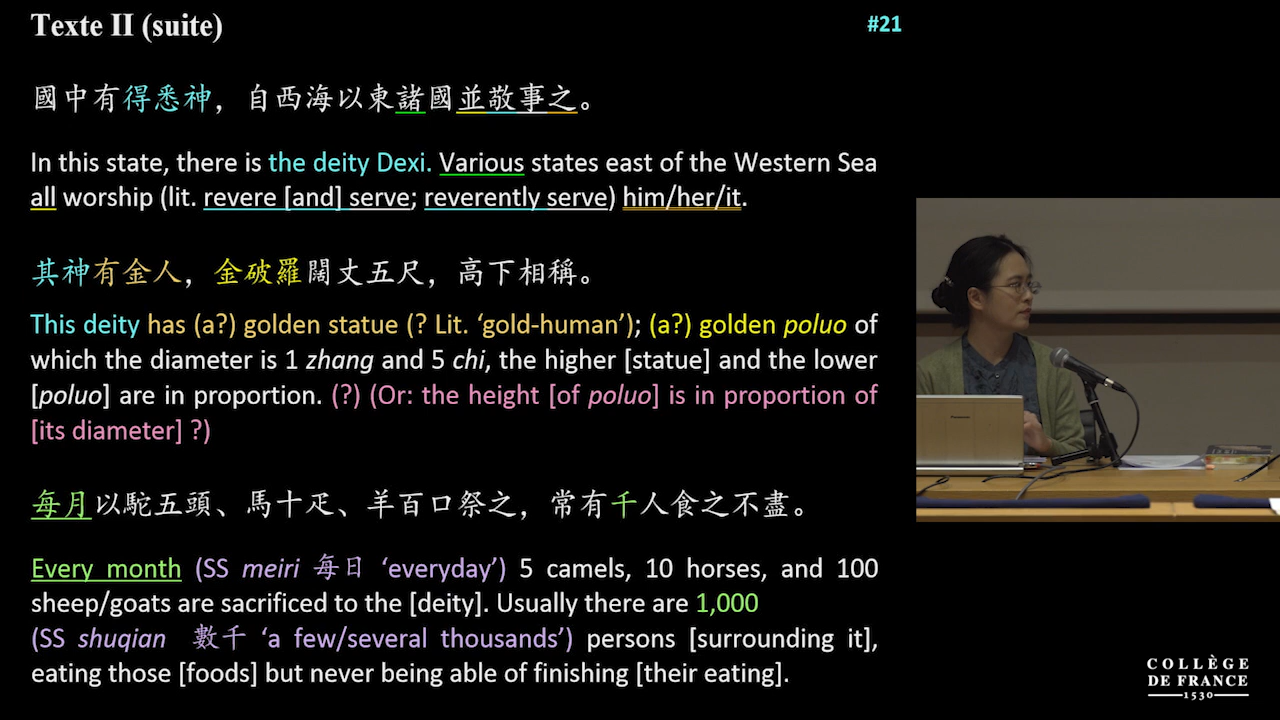 Texte II (suite)
#21
國中有得悉神，自西海以東諸國並敬事之。
In this state, there is the deity Dexi. Various states east of the Western Sea
all worship (lit. revere [and] serve; reverently serve) him/her/it.
其神有金人，金破羅闊丈五尺，高下相稱。
This deity has (a?) golden statue (? Lit. ‘gold-human’); (a?) golden poluo of
which the diameter is 1 zhang and 5 chi, the higher [statue] and the lower
[poluo] are in proportion. (?) (Or: the height [of poluo] is in proportion of
[its diameter] ?)
每月以駝五頭、馬十疋、羊百口祭之，常有千人食之不盡。
Every month (SS meiri 每日 ‘everyday’) 5 camels, 10 horses, and 100
sheep/goats are sacrificed to the [deity]. Usually there are 1,000
(SS shuqian 數千 ‘a few/several thousands’) persons [surrounding it],
eating those [foods] but never being able of finishing [their eating].
COLLÈGE
DE FRANCE
1530